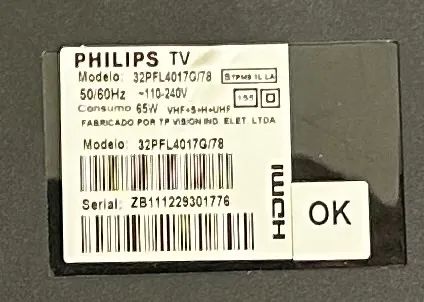 PHILIPS TV
Modelo: 32PFL4017G/78
50/60Hz ~110-240V
Consumo 65W VHF+S+H+UHF
FABRICADO POR TP VISION IND. ELET. LTDA
Modelo: 32PFL4017G/78
Serial: ZB111229301776
HDMI
OK